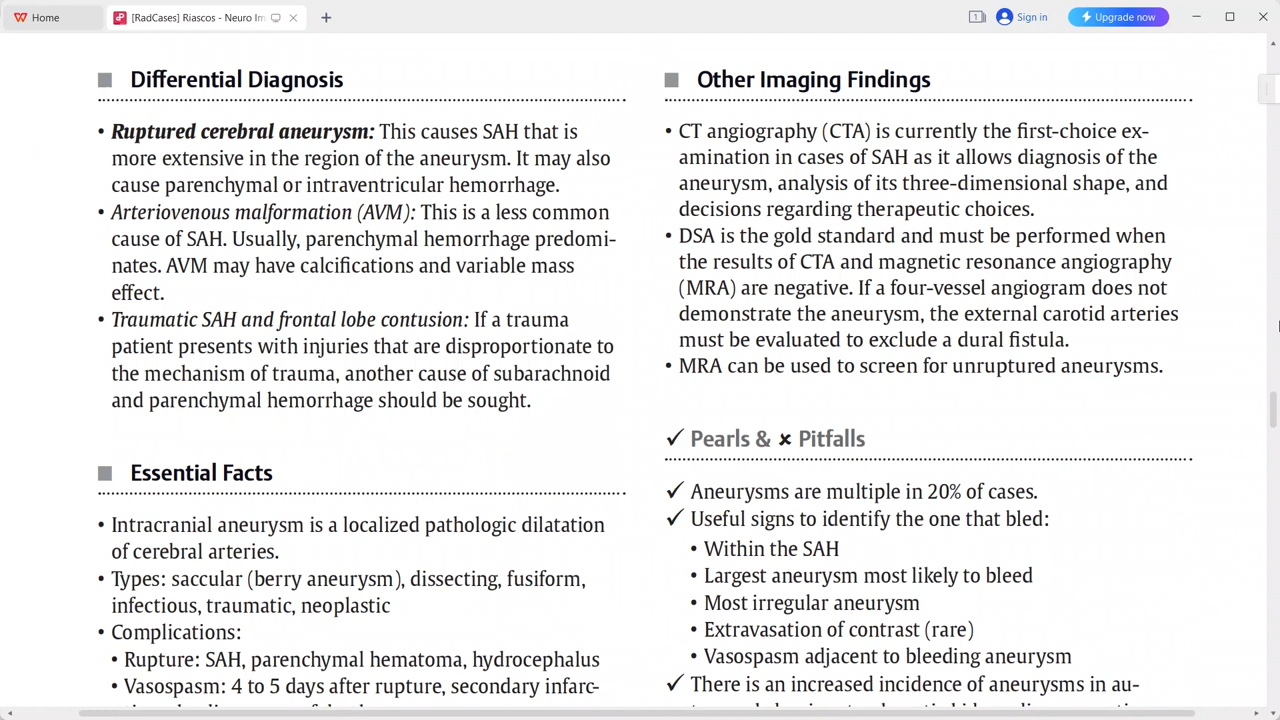 Home
[RadCases] Riascos - Neuro Im
1
Sign in
Upgrade now
Differential Diagnosis
• Ruptured cerebral aneurysm: This causes SAH that is
more extensive in the region of the aneurysm. It may also
cause parenchymal or intraventricular hemorrhage.
• Arteriovenous malformation (AVM): This is a less common
cause of SAH. Usually, parenchymal hemorrhage predomi-
nates. AVM may have calcifications and variable mass
effect.
• Traumatic SAH and frontal lobe contusion: If a trauma
patient presents with injuries that are disproportionate to
the mechanism of trauma, another cause of subarachnoid
and parenchymal hemorrhage should be sought.
Essential Facts
• Intracranial aneurysm is a localized pathologic dilatation
of cerebral arteries.
• Types: saccular (berry aneurysm), dissecting, fusiform,
infectious, traumatic, neoplastic
• Complications:
• Rupture: SAH, parenchymal hematoma, hydrocephalus
• Vasospasm: 4 to 5 days after rupture, secondary infarc-
Other Imaging Findings
• CT angiography (CTA) is currently the first-choice ex-
amination in cases of SAH as it allows diagnosis of the
aneurysm, analysis of its three-dimensional shape, and
decisions regarding therapeutic choices.
• DSA is the gold standard and must be performed when
the results of CTA and magnetic resonance angiography
(MRA) are negative. If a four-vessel angiogram does not
demonstrate the aneurysm, the external carotid arteries
must be evaluated to exclude a dural fistula.
• MRA can be used to screen for unruptured aneurysms.
✓ Pearls & ✗ Pitfalls
✓ Aneurysms are multiple in 20% of cases.
✓ Useful signs to identify the one that bled:
• Within the SAH
• Largest aneurysm most likely to bleed
• Most irregular aneurysm
• Extravasation of contrast (rare)
• Vasospasm adjacent to bleeding aneurysm
✓ There is an increased incidence of aneurysms in au-